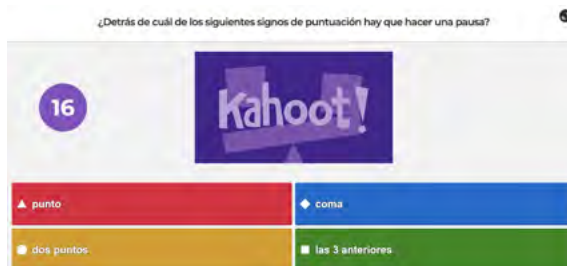 ¿Detrás de cuál de los siguientes signos de puntuación hay que hacer una pausa?
16
Kahoot!
punto
coma
dos puntos
las 3 anteriores